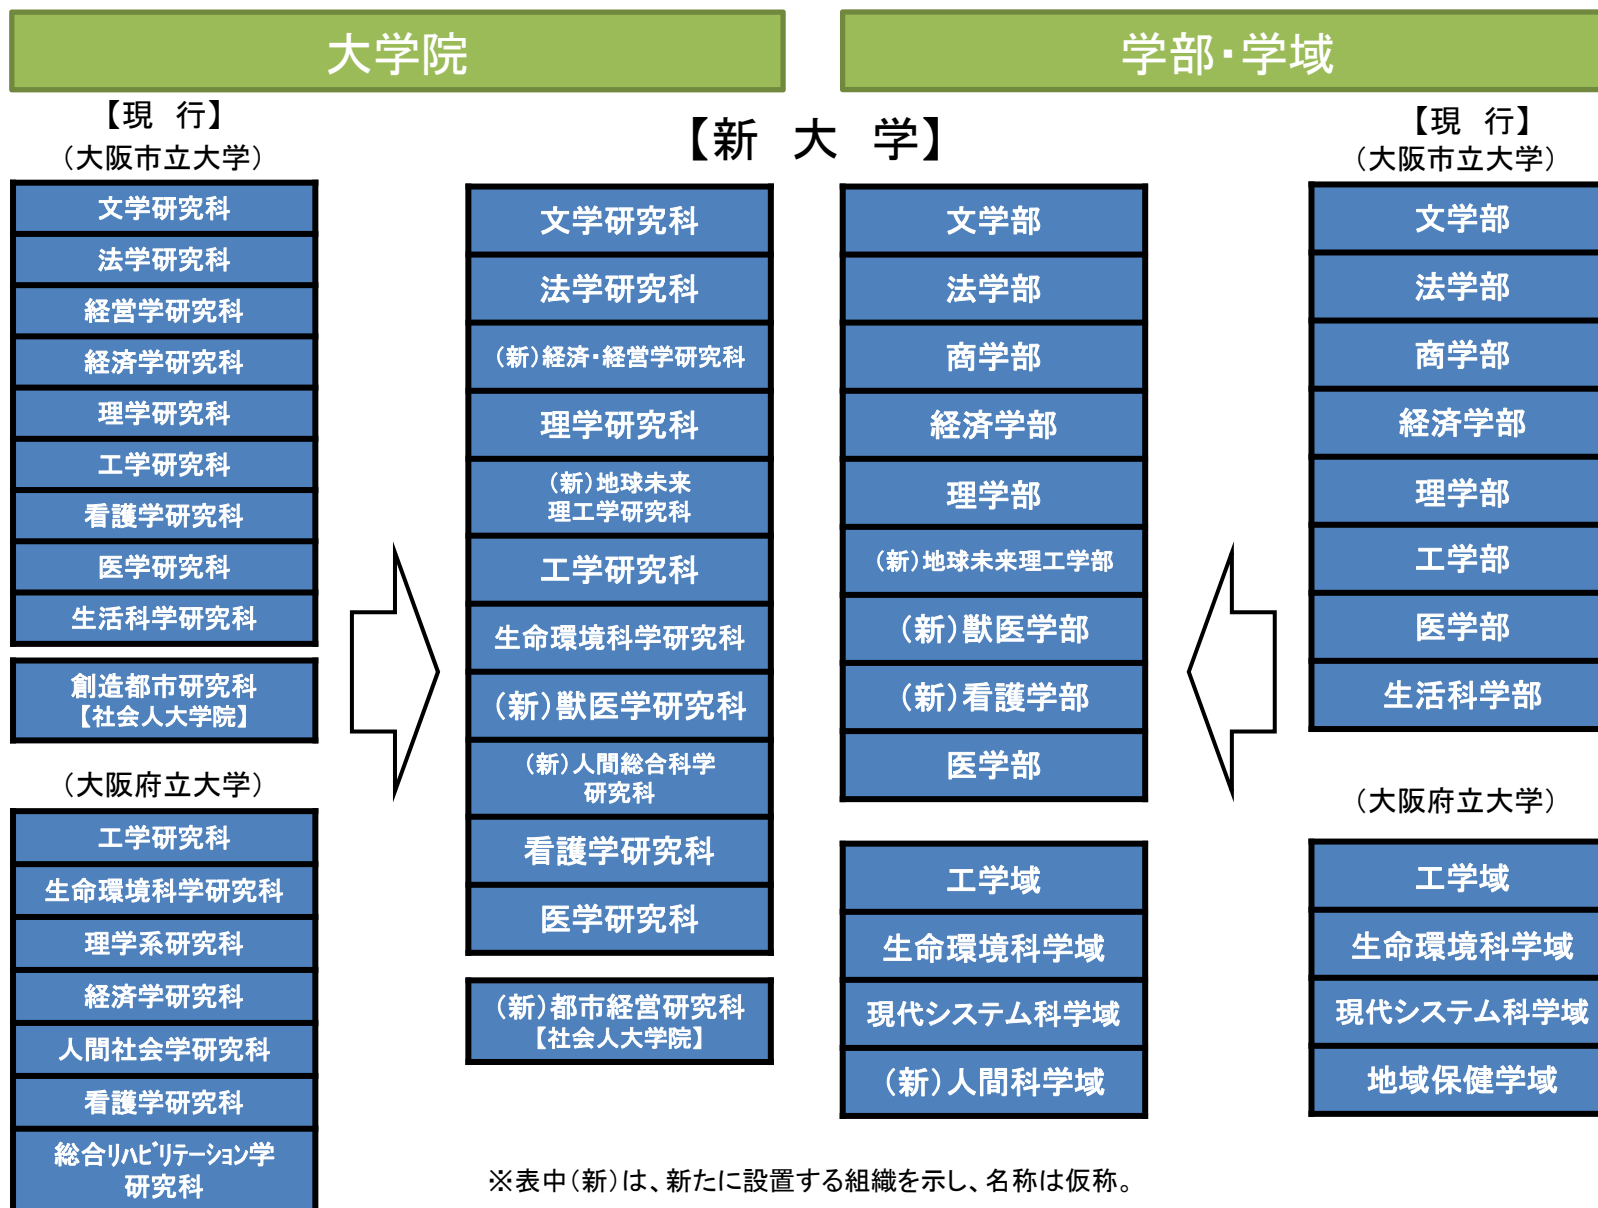 大学院
学部・学域
【現　行】
（大阪市立大学）
文学研究科
法学研究科
経営学研究科
経済学研究科
理学研究科
工学研究科
看護学研究科
医学研究科
生活科学研究科
創造都市研究科
【社会人大学院】
（大阪府立大学）
工学研究科
生命環境科学研究科
理学系研究科
経済学研究科
人間社会学研究科
看護学研究科
総合ﾘﾊﾋﾞﾘﾃｰｼｮﾝ学
研究科
【新　大　学】
文学研究科
法学研究科
（新）経済・経営学研究科
理学研究科
（新）地球未来
理工学研究科
工学研究科
生命環境科学研究科
（新）獣医学研究科
（新）人間総合科学
研究科
看護学研究科
医学研究科
（新）都市経営研究科
【社会人大学院】
文学部
法学部
商学部
経済学部
理学部
（新）地球未来理工学部
（新）獣医学部
（新）看護学部
医学部
工学域
生命環境科学域
現代システム科学域
（新）人間科学域
【現　行】
（大阪市立大学）
文学部
法学部
商学部
経済学部
理学部
工学部
医学部
生活科学部
（大阪府立大学）
工学域
生命環境科学域
現代システム科学域
地域保健学域
※表中（新）は、新たに設置する組織を示し、名称は仮称。